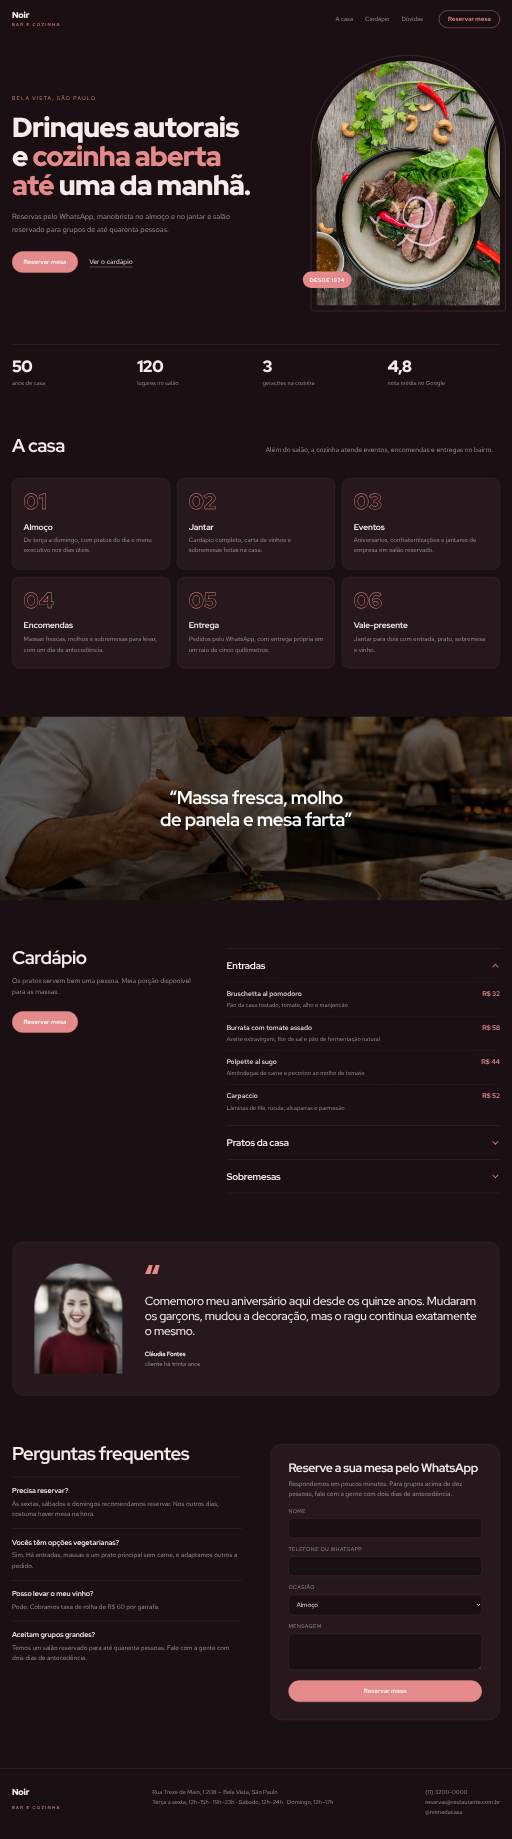 Noir
BAR E COZINHA
A casa
Cardápio
Dúvidas
Reservar mesa
BELA VISTA, SÃO PAULO
Drinques autorais
e cozinha aberta
até uma da manhã.
Reservas pelo WhatsApp, manobrista no almoço e no jantar e salão
reservado para grupos de até quarenta pessoas.
Reservar mesa
Ver o cardápio
DESDE 1974
50
anos de casa
120
lugares no salão
3
gerações na cozinha
4,8
nota média no Google
A casa
Além do salão, a cozinha atende eventos, encomendas e entregas no bairro.
01
Almoço
De terça a domingo, com pratos do dia e menu
executivo nos dias úteis.
02
Jantar
Cardápio completo, carta de vinhos e
sobremesas feitas na casa.
03
Eventos
Aniversários, confraternizações e jantares de
empresa em salão reservado.
04
Encomendas
Massas frescas, molhos e sobremesas para levar,
com um dia de antecedência.
05
Entrega
Pedidos pelo WhatsApp, com entrega própria em
um raio de cinco quilômetros.
06
Vale-presente
Jantar para dois com entrada, prato, sobremesa
e vinho.
“Massa fresca, molho
de panela e mesa farta”
Cardápio
Os pratos servem bem uma pessoa. Meia porção disponível
para as massas.
Reservar mesa
Entradas
Bruschetta al pomodoro
R$ 32
Pão da casa tostado, tomate, alho e manjericão
Burrata com tomate assado
R$ 58
Azeite extravirgem, flor de sal e pão de fermentação natural
Polpette al sugo
R$ 44
Almôndegas de carne e pecorino ao molho de tomate
Carpaccio
R$ 52
Lâminas de filé, rúcula, alcaparras e parmesão
Pratos da casa
Sobremesas
“
Comemoro meu aniversário aqui desde os quinze anos. Mudaram
os garçons, mudou a decoração, mas o ragu continua exatamente
o mesmo.
Cláudia Fontes
cliente há trinta anos
Perguntas frequentes
Precisa reservar?
Às sextas, sábados e domingos recomendamos reservar. Nos outros dias,
costuma haver mesa na hora.
Vocês têm opções vegetarianas?
Sim. Há entradas, massas e um prato principal sem carne, e adaptamos outros a
pedido.
Posso levar o meu vinho?
Pode. Cobramos taxa de rolha de R$ 60 por garrafa.
Aceitam grupos grandes?
Temos um salão reservado para até quarenta pessoas. Fale com a gente com
dois dias de antecedência.
Reserve a sua mesa pelo WhatsApp
Respondemos em poucos minutos. Para grupos acima de dez
pessoas, fale com a gente com dois dias de antecedência.
NOME
TELEFONE OU WHATSAPP
OCASIÃO
Almoço
MENSAGEM
Reservar mesa
Noir
BAR E COZINHA
Rua Treze de Maio, 1.208 — Bela Vista, São Paulo
Terça a sexta, 12h–15h · 19h–23h · Sábado, 12h–24h · Domingo, 12h–17h
(11) 3200-0000
reservas@restaurante.com.br
@nomedacasa